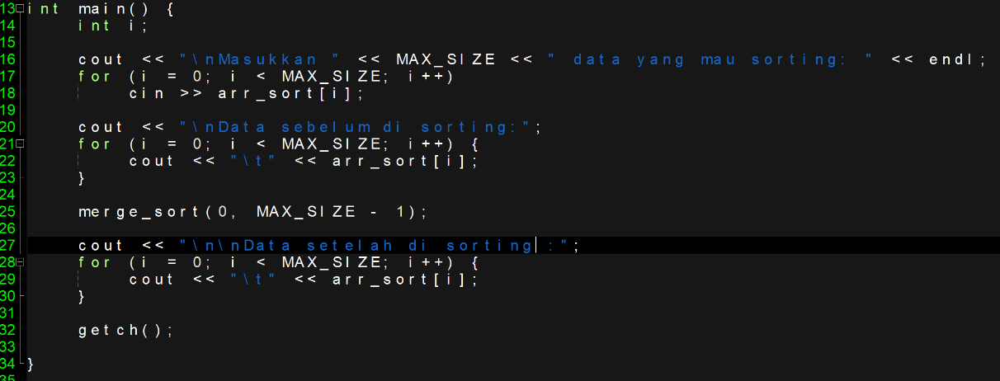 13 int main() {
14 int i;
15
16 cout << "\nMasukkan " << MAX_SIZE << " data yang mau sorting: " << endl;
17 for (i = 0; i < MAX_SIZE; i++)
18 cin >> arr_sort[i];
19
20 cout << "\nData sebelum di sorting:";
21 for (i = 0; i < MAX_SIZE; i++) {
22 cout << "\t" << arr_sort[i];
23 }
24
25 merge_sort(0, MAX_SIZE - 1);
26
27 cout << "\n\nData setelah di sorting :";
28 for (i = 0; i < MAX_SIZE; i++) {
29 cout << "\t" << arr_sort[i];
30 }
31
32 getch();
33
34 }
35